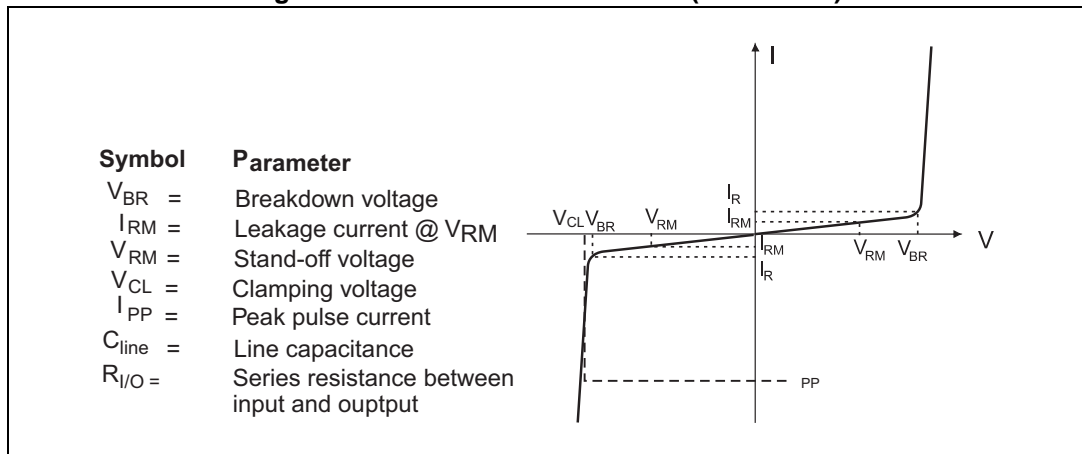 Symbol Parameter
V_BR = Breakdown voltage
I_RM = Leakage current @ V_RM
V_RM = Stand-off voltage
V_CL = Clamping voltage
I_PP = Peak pulse current
C_line = Line capacitance
R_I/O = Series resistance between
input and ouptput
I
I_R
V_CL V_BR V_RM I_RM
V
I_RM V_RM V_BR
I_R
PP